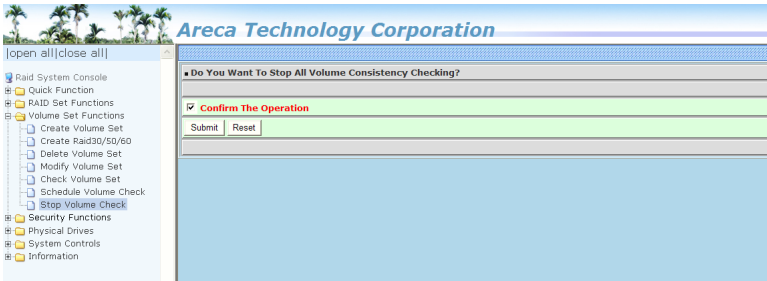 Areca Technology Corporation
|open all|close all|
Raid System Console
Quick Function
RAID Set Functions
Volume Set Functions
Create Volume Set
Create Raid30/50/60
Delete Volume Set
Modify Volume Set
Check Volume Set
Schedule Volume Check
Stop Volume Check
Security Functions
Physical Drives
System Controls
Information
Do You Want To Stop All Volume Consistency Checking?
Confirm The Operation
Submit Reset